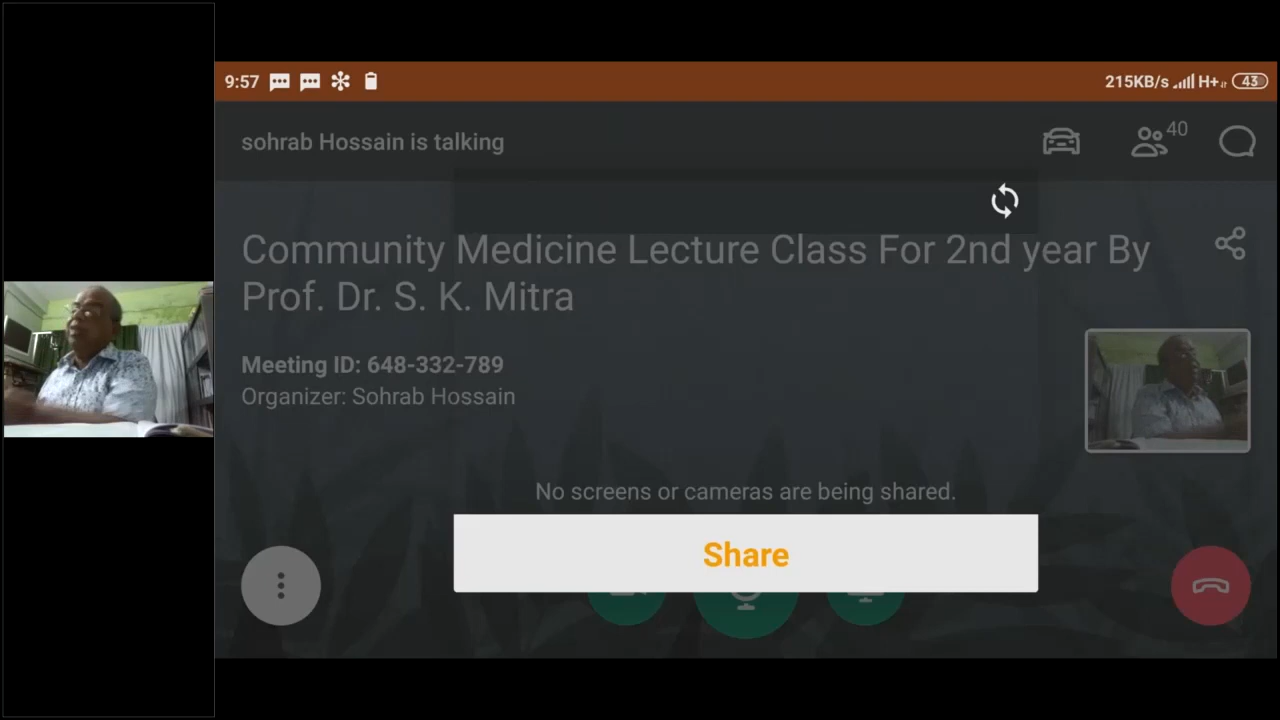 9:57
215KB/s H+ 43
sohrab Hossain is talking
40
Community Medicine Lecture Class For 2nd year By
Prof. Dr. S. K. Mitra
Meeting ID: 648-332-789
Organizer: Sohrab Hossain
No screens or cameras are being shared.
Share